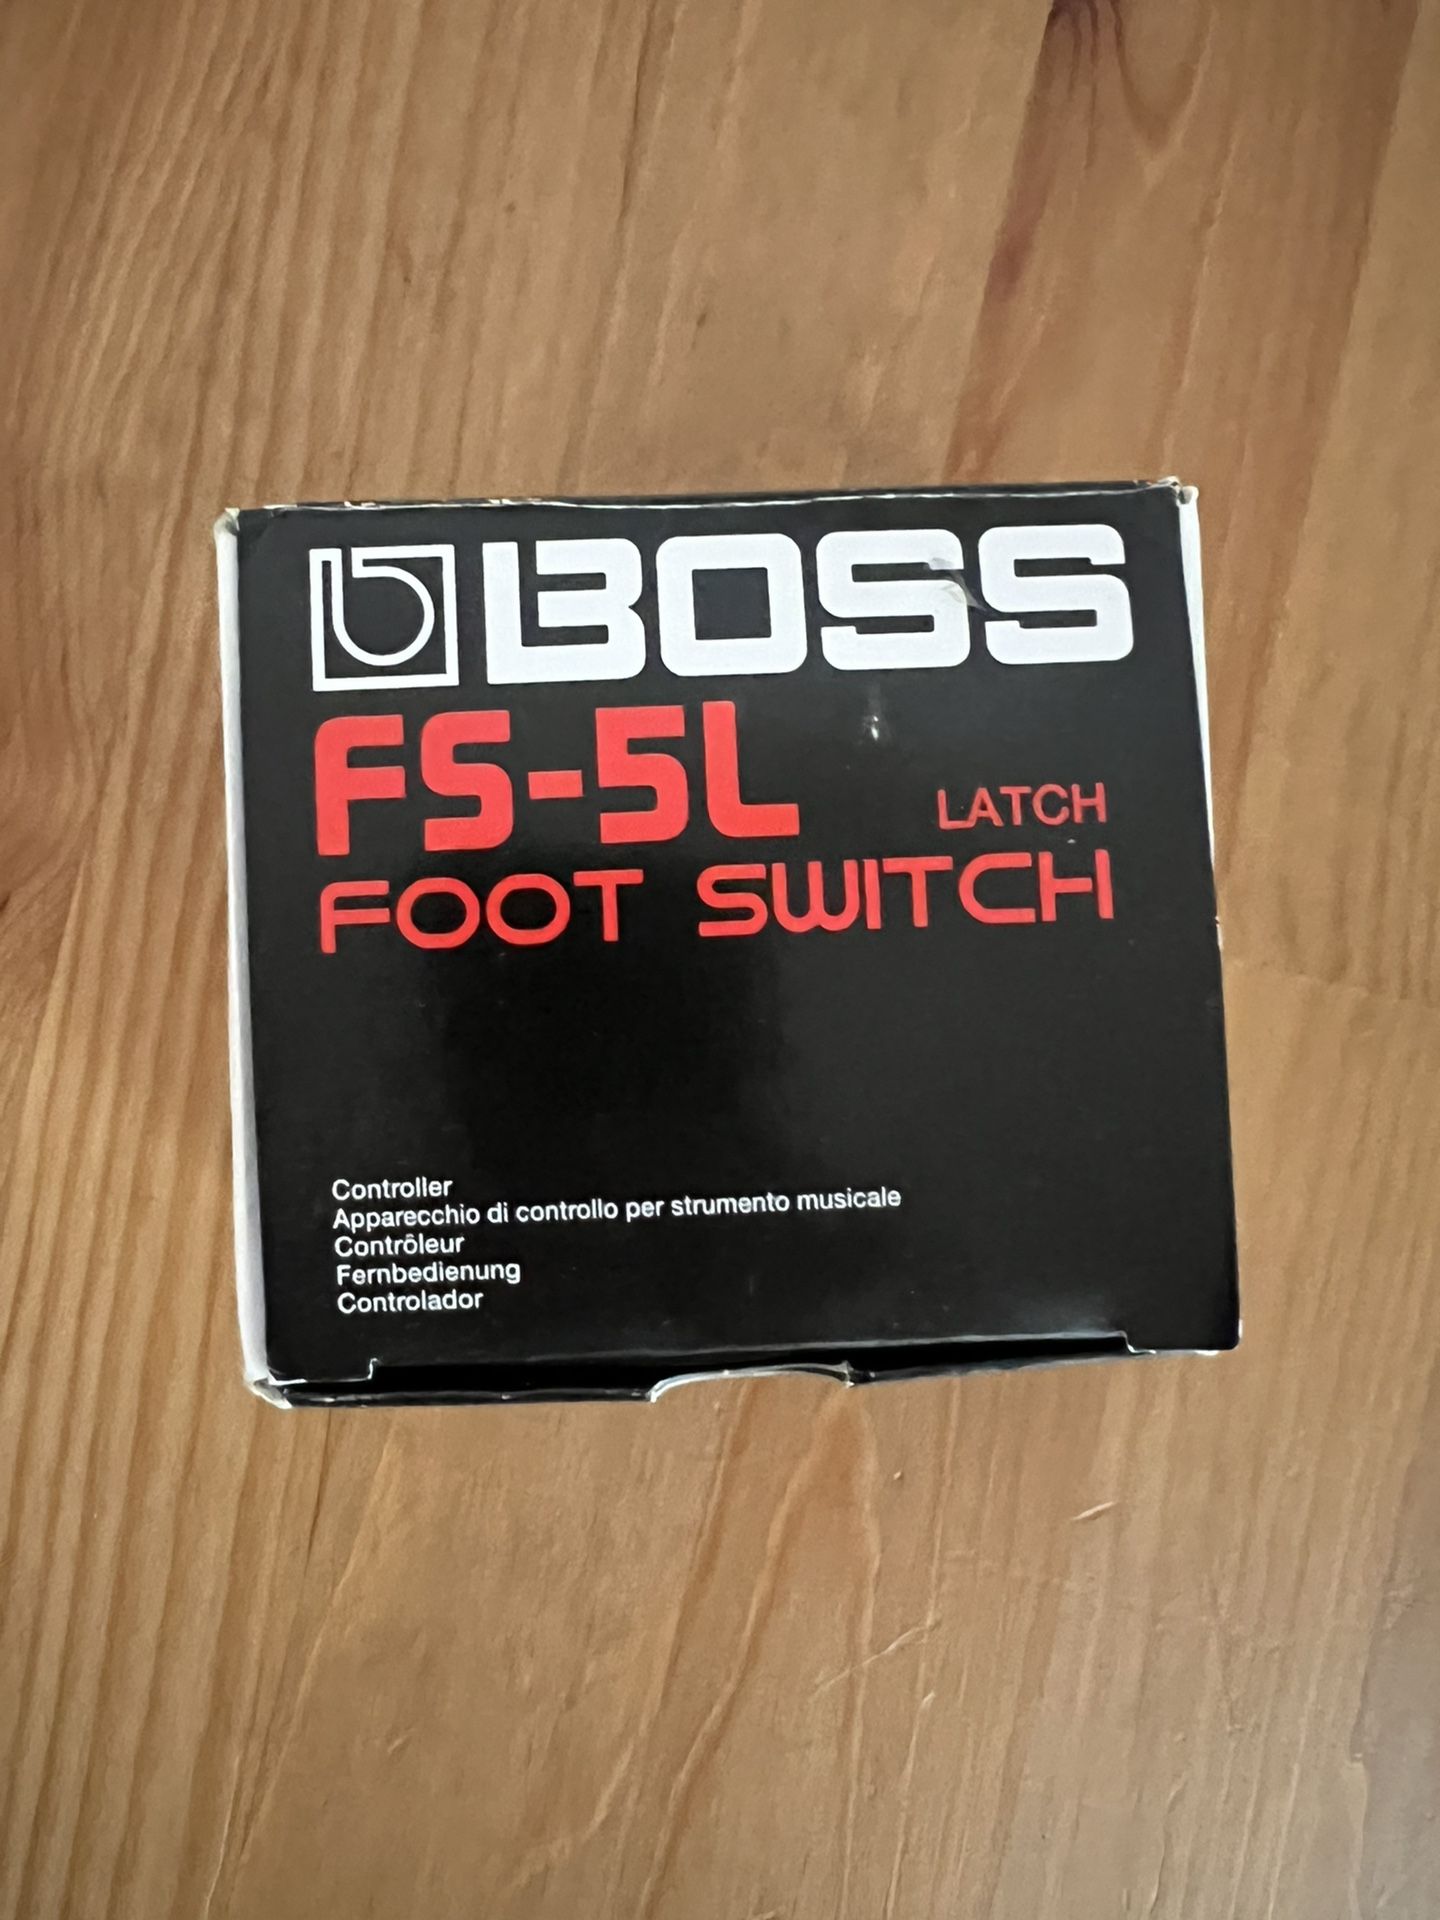 BOSS
FS-5L LATCH
FOOT SWITCH
Controller
Apparecchio di controllo per strumento musicale
Contrôleur
Fernbedienung
Controlador